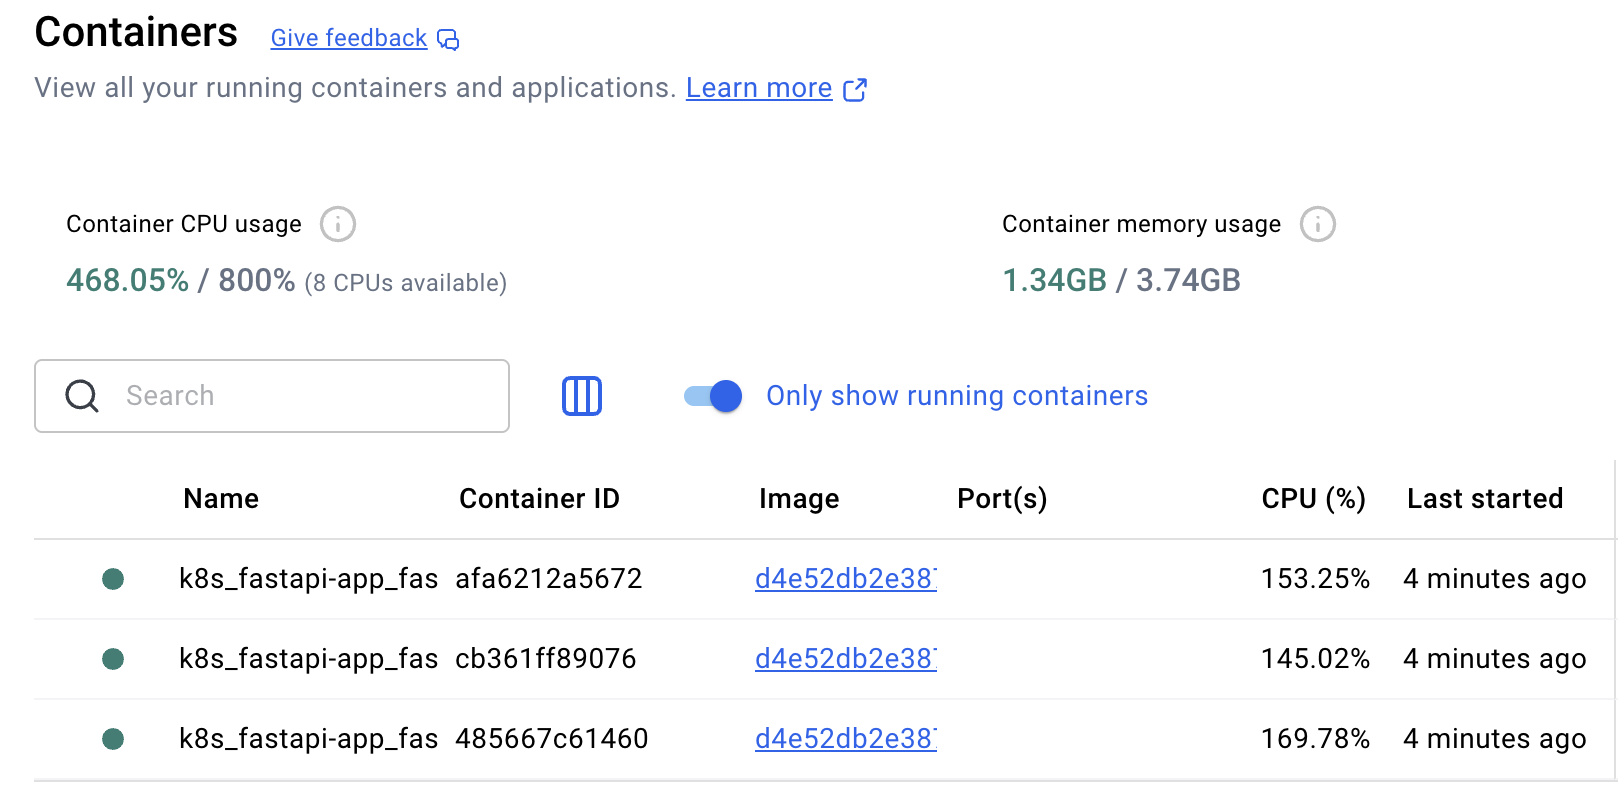 Containers Give feedback
View all your running containers and applications. Learn more
Container CPU usage
468.05% / 800% (8 CPUs available)
Container memory usage
1.34GB / 3.74GB
Search
Only show running containers
Name Container ID Image Port(s) CPU (%) Last started
k8s_fastapi-app_fas afa6212a5672 d4e52db2e387 153.25% 4 minutes ago
k8s_fastapi-app_fas cb361ff89076 d4e52db2e387 145.02% 4 minutes ago
k8s_fastapi-app_fas 485667c61460 d4e52db2e387 169.78% 4 minutes ago